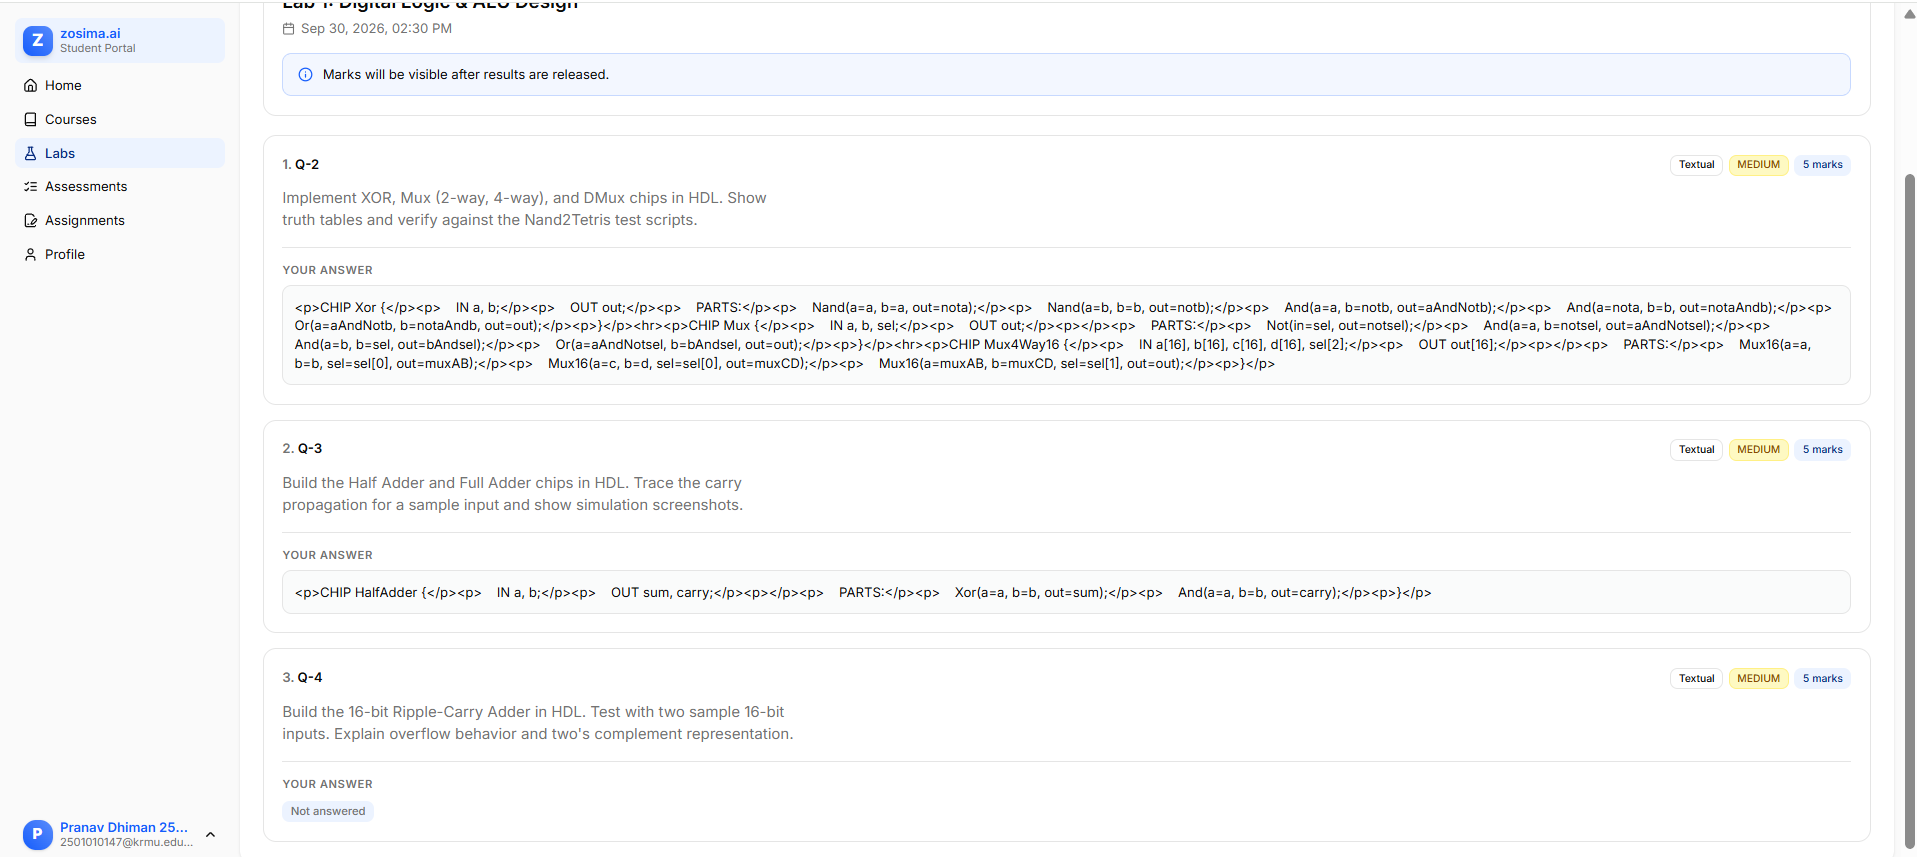 Lab 1: Digital Logic & ALU Design
Z
zosima.ai
Student Portal
Home
Courses
Labs
Assessments
Assignments
Profile
P
Pranav Dhiman 25...
2501010147@krmu.edu...
Sep 30, 2026, 02:30 PM
Marks will be visible after results are released.
1. Q-2
Textual MEDIUM 5 marks
Implement XOR, Mux (2-way, 4-way), and DMux chips in HDL. Show
truth tables and verify against the Nand2Tetris test scripts.
YOUR ANSWER
<p>CHIP Xor {</p><p>    IN a, b;</p><p>    OUT out;</p><p>    PARTS:</p><p>    Nand(a=a, b=a, out=nota);</p><p>    Nand(a=b, b=b, out=notb);</p><p>    And(a=a, b=notb, out=aAndNotb);</p><p>    And(a=nota, b=b, out=notaAndb);</p><p>
Or(a=aAndNotb, b=notaAndb, out=out);</p><p>}</p><hr><p>CHIP Mux {</p><p>    IN a, b, sel;</p><p>    OUT out;</p><p></p><p>    PARTS:</p><p>    Not(in=sel, out=notsel);</p><p>    And(a=a, b=notsel, out=aAndNotsel);</p><p>
And(a=b, b=sel, out=bAndsel);</p><p>    Or(a=aAndNotsel, b=bAndsel, out=out);</p><p>}</p><hr><p>CHIP Mux4Way16 {</p><p>    IN a[16], b[16], c[16], d[16], sel[2];</p><p>    OUT out[16];</p><p></p><p>    PARTS:</p><p>    Mux16(a=a,
b=b, sel=sel[0], out=muxAB);</p><p>    Mux16(a=c, b=d, sel=sel[0], out=muxCD);</p><p>    Mux16(a=muxAB, b=muxCD, sel=sel[1], out=out);</p><p>}</p>
2. Q-3
Textual MEDIUM 5 marks
Build the Half Adder and Full Adder chips in HDL. Trace the carry
propagation for a sample input and show simulation screenshots.
YOUR ANSWER
<p>CHIP HalfAdder {</p><p>    IN a, b;</p><p>    OUT sum, carry;</p><p></p><p>    PARTS:</p><p>    Xor(a=a, b=b, out=sum);</p><p>    And(a=a, b=b, out=carry);</p><p>}</p>
3. Q-4
Textual MEDIUM 5 marks
Build the 16-bit Ripple-Carry Adder in HDL. Test with two sample 16-bit
inputs. Explain overflow behavior and two's complement representation.
YOUR ANSWER
Not answered